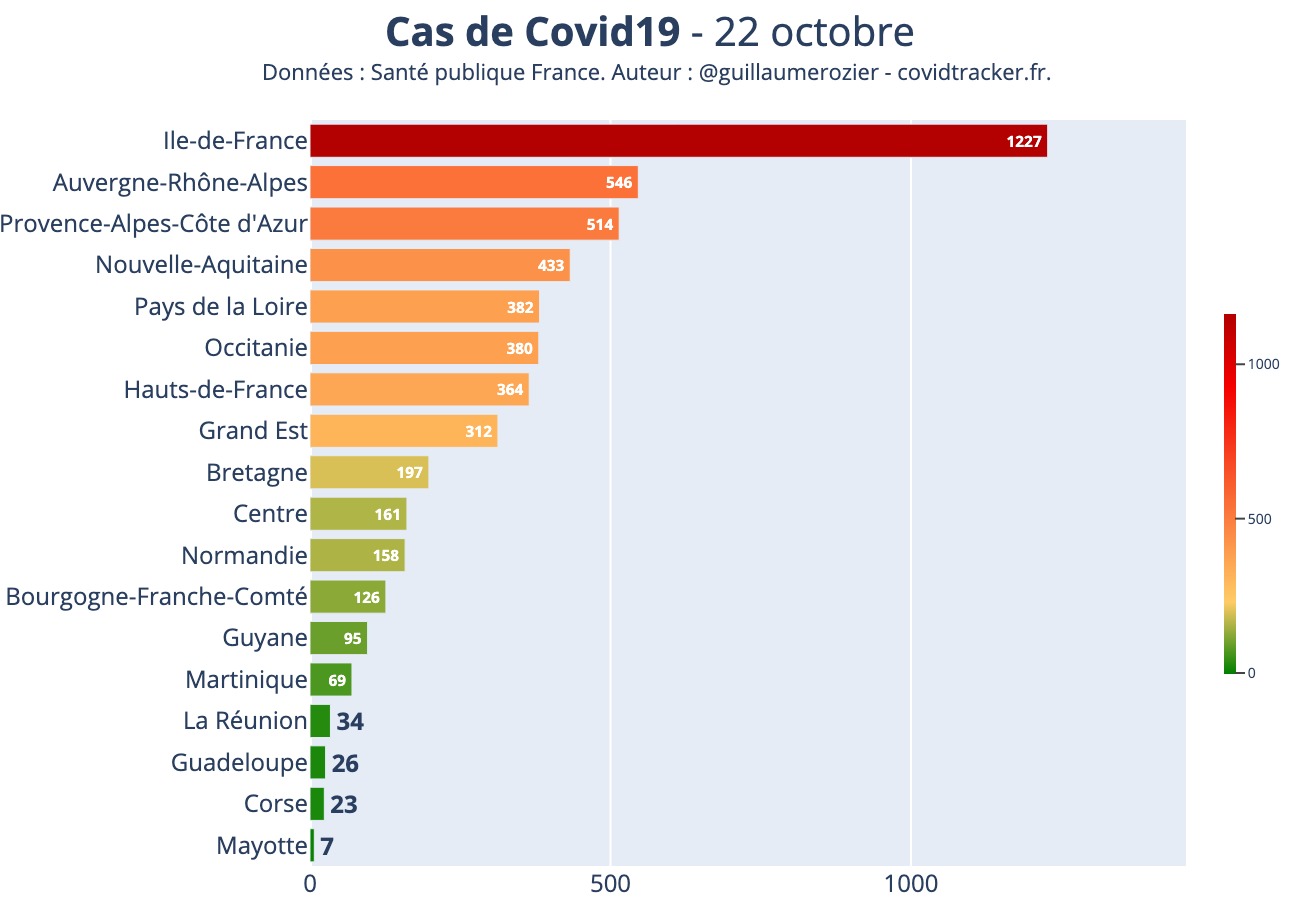 Cas de Covid19 - 22 octobre
Données : Santé publique France. Auteur : @guillaumerozier - covidtracker.fr.
Ile-de-France 1227
Auvergne-Rhône-Alpes 546
Provence-Alpes-Côte d'Azur 514
Nouvelle-Aquitaine 433
Pays de la Loire 382
Occitanie 380
Hauts-de-France 364
Grand Est 312
Bretagne 197
Centre 161
Normandie 158
Bourgogne-Franche-Comté 126
Guyane 95
Martinique 69
La Réunion 34
Guadeloupe 26
Corse 23
Mayotte 7
0 500 1000
1000
500
0